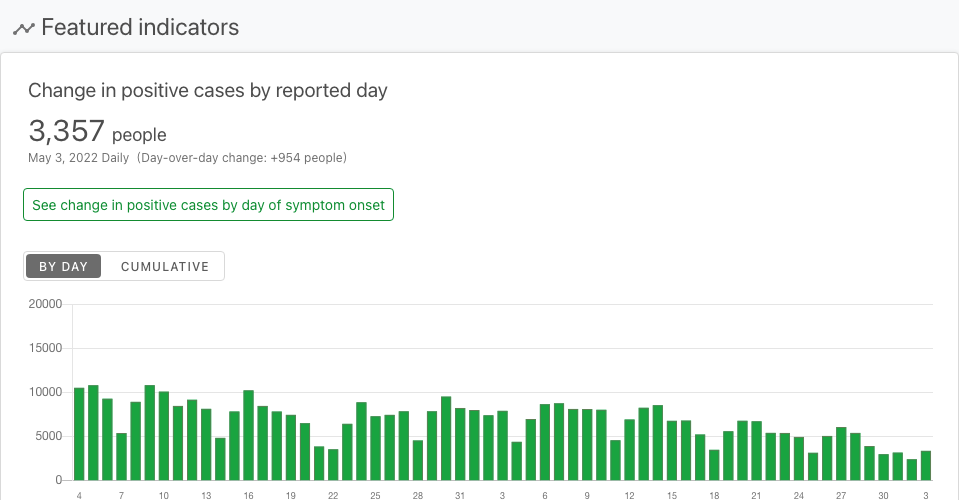 Featured indicators
Change in positive cases by reported day
3,357 people
May 3, 2022 Daily (Day-over-day change: +954 people)
See change in positive cases by day of symptom onset
BY DAY CUMULATIVE
20000
15000
10000
5000
0
4 7 10 13 16 19 22 25 28 31 3 6 9 12 15 18 21 24 27 30 3